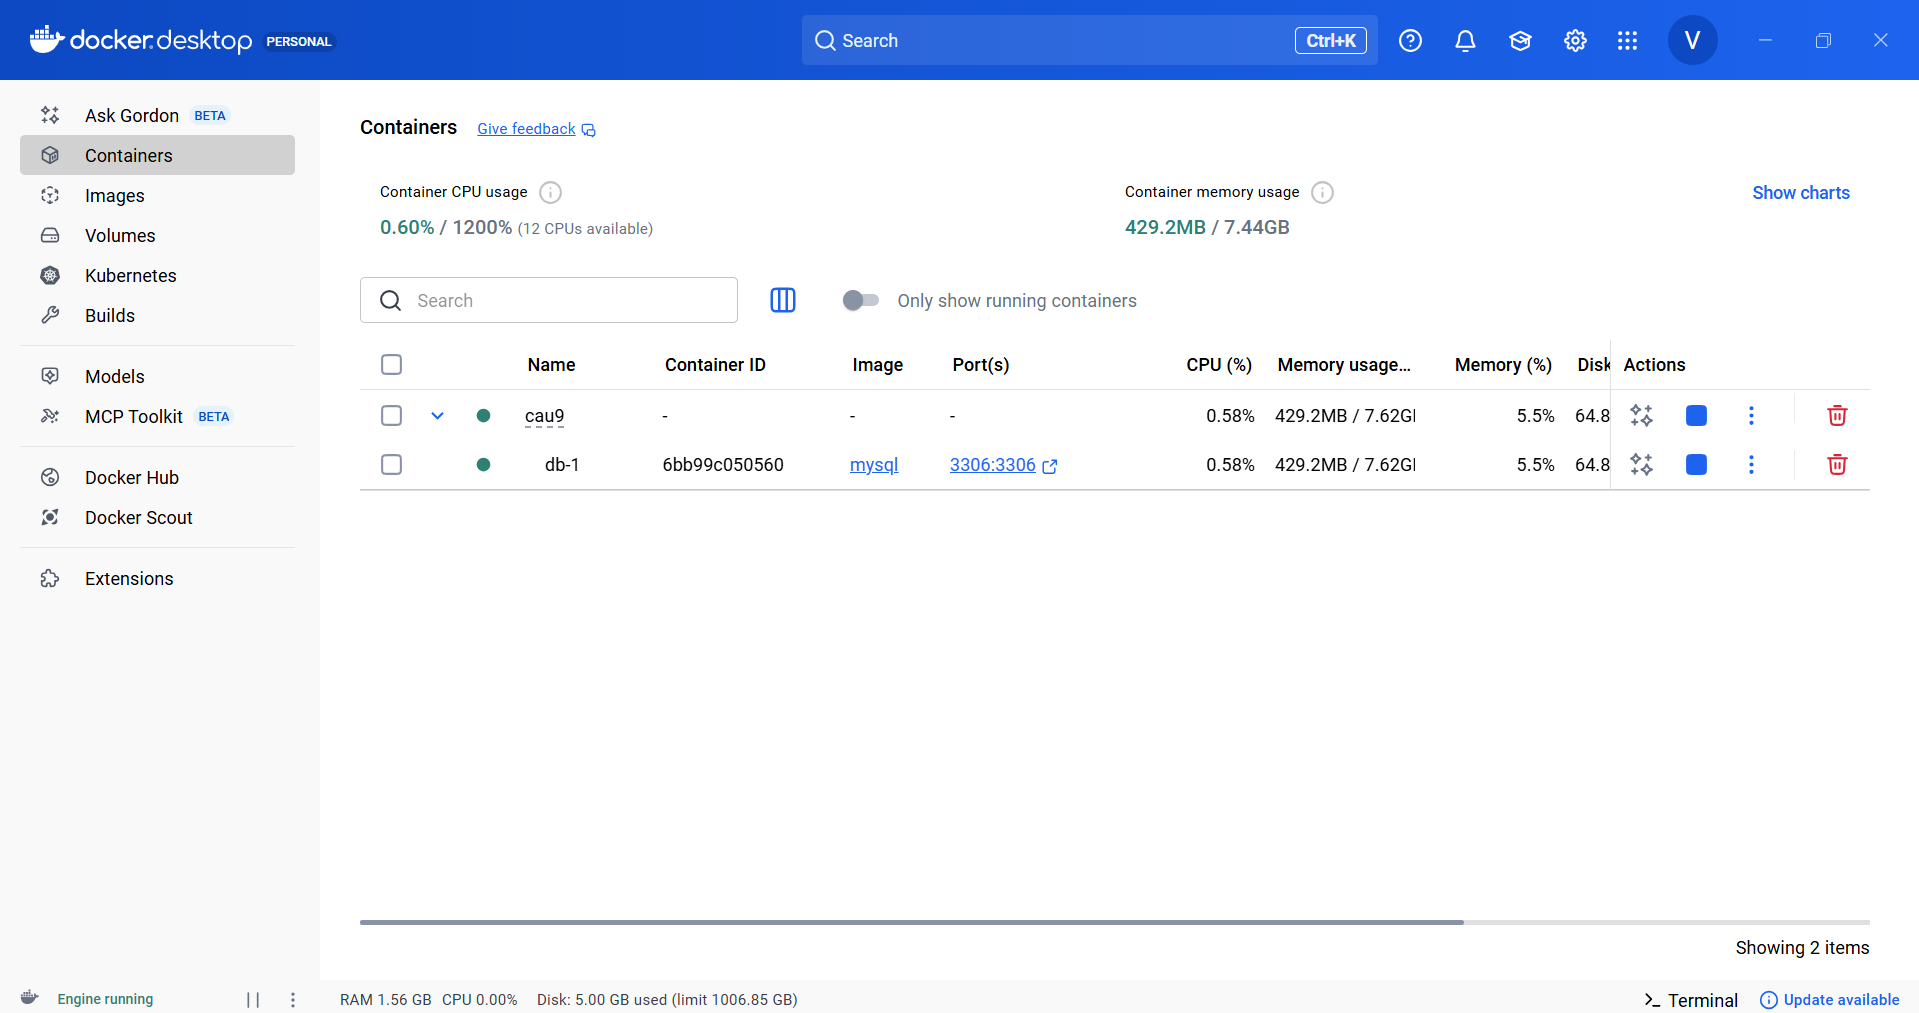 docker.desktop PERSONAL
Search Ctrl+K
V
Ask Gordon BETA
Containers
Images
Volumes
Kubernetes
Builds
Models
MCP Toolkit BETA
Docker Hub
Docker Scout
Extensions
Containers Give feedback
Container CPU usage
0.60% / 1200% (12 CPUs available)
Container memory usage
429.2MB / 7.44GB
Show charts
Search
Only show running containers
Name Container ID Image Port(s) CPU (%) Memory usage... Memory (%) Disk Actions
cau9 - - - 0.58% 429.2MB / 7.62GI 5.5% 64.8
db-1 6bb99c050560 mysql 3306:3306 0.58% 429.2MB / 7.62GI 5.5% 64.8
Showing 2 items
Engine running RAM 1.56 GB CPU 0.00% Disk: 5.00 GB used (limit 1006.85 GB) Terminal Update available